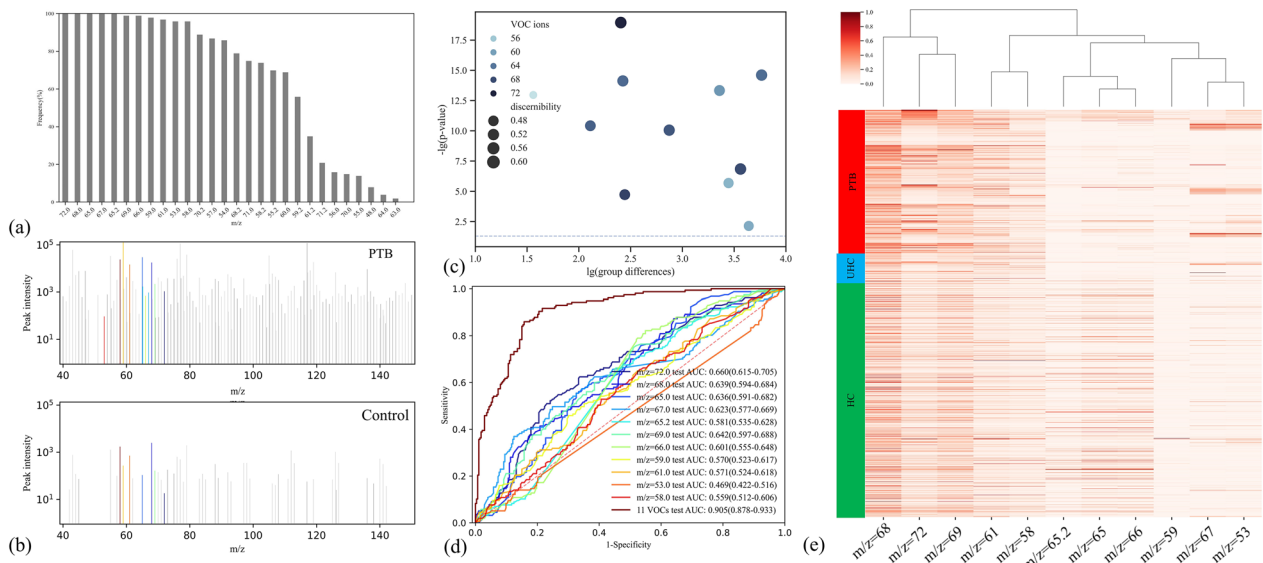 100
80
60
40
20
0
Frequency(%)
72.0 68.0 65.0 67.0 65.2 69.0 66.0 59.0 61.0 53.0 58.0 70.2 57.0 54.0 68.2 71.0 58.2 55.2 60.0 59.2 61.2 71.2 56.0 70.0 55.0 48.0 64.0 63.0
m/z
(a)
PTB
10^5
10^3
10^1
Peak intensity
40 60 80 100 120 140
m/z
Control
10^5
10^3
10^1
Peak intensity
40 60 80 100 120 140
m/z
(b)
VOC ions
56
60
64
68
72
discernibility
0.48
0.52
0.56
0.60
17.5
15.0
12.5
10.0
7.5
5.0
2.5
-lg(p-value)
1.0 1.5 2.0 2.5 3.0 3.5 4.0
lg(group differences)
(c)
1.0
0.8
0.6
0.4
0.2
0.0
Sensitivity
m/z=72.0 test AUC: 0.660(0.615-0.705)
m/z=68.0 test AUC: 0.639(0.594-0.684)
m/z=65.0 test AUC: 0.636(0.591-0.682)
m/z=67.0 test AUC: 0.623(0.577-0.669)
m/z=65.2 test AUC: 0.581(0.535-0.628)
m/z=69.0 test AUC: 0.642(0.597-0.688)
m/z=66.0 test AUC: 0.601(0.555-0.648)
m/z=59.0 test AUC: 0.570(0.523-0.617)
m/z=61.0 test AUC: 0.571(0.524-0.618)
m/z=53.0 test AUC: 0.469(0.422-0.516)
m/z=58.0 test AUC: 0.559(0.512-0.606)
11 VOCs test AUC: 0.905(0.878-0.933)
0.0 0.2 0.4 0.6 0.8 1.0
1-Specificity
(d)
1.0
0.8
0.6
0.4
0.2
0.0
PTB
UHC
HC
m/z=68 m/z=72 m/z=69 m/z=61 m/z=58 m/z=65.2 m/z=65 m/z=66 m/z=59 m/z=67 m/z=53
(e)